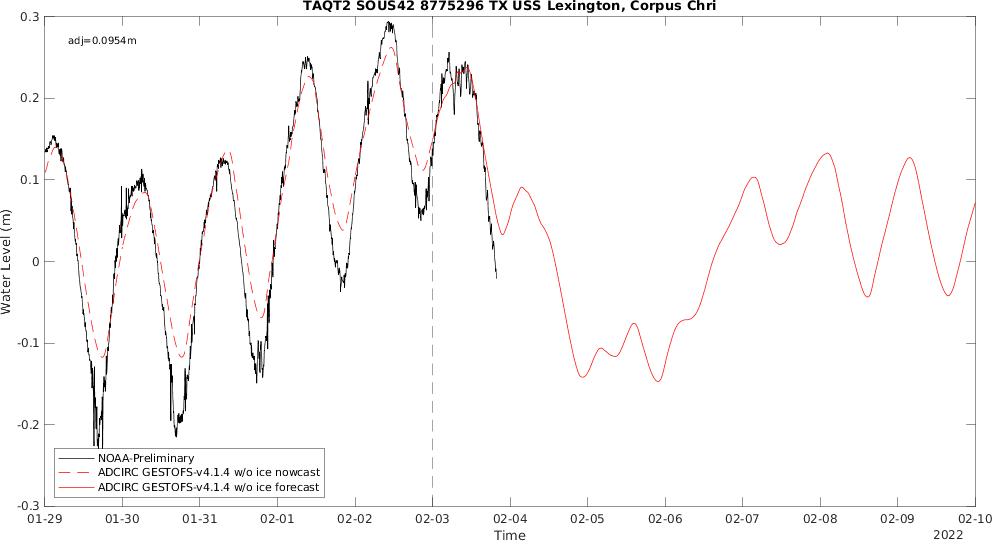 TAQT2 SOUS42 8775296 TX USS Lexington, Corpus Chri
adj=0.0954m
Water Level (m)
0.3
0.2
0.1
0
-0.1
-0.2
-0.3
NOAA-Preliminary
ADCIRC GESTOFS-v4.1.4 w/o ice nowcast
ADCIRC GESTOFS-v4.1.4 w/o ice forecast
01-29 01-30 01-31 02-01 02-02 02-03 02-04 02-05 02-06 02-07 02-08 02-09 02-10
Time
2022